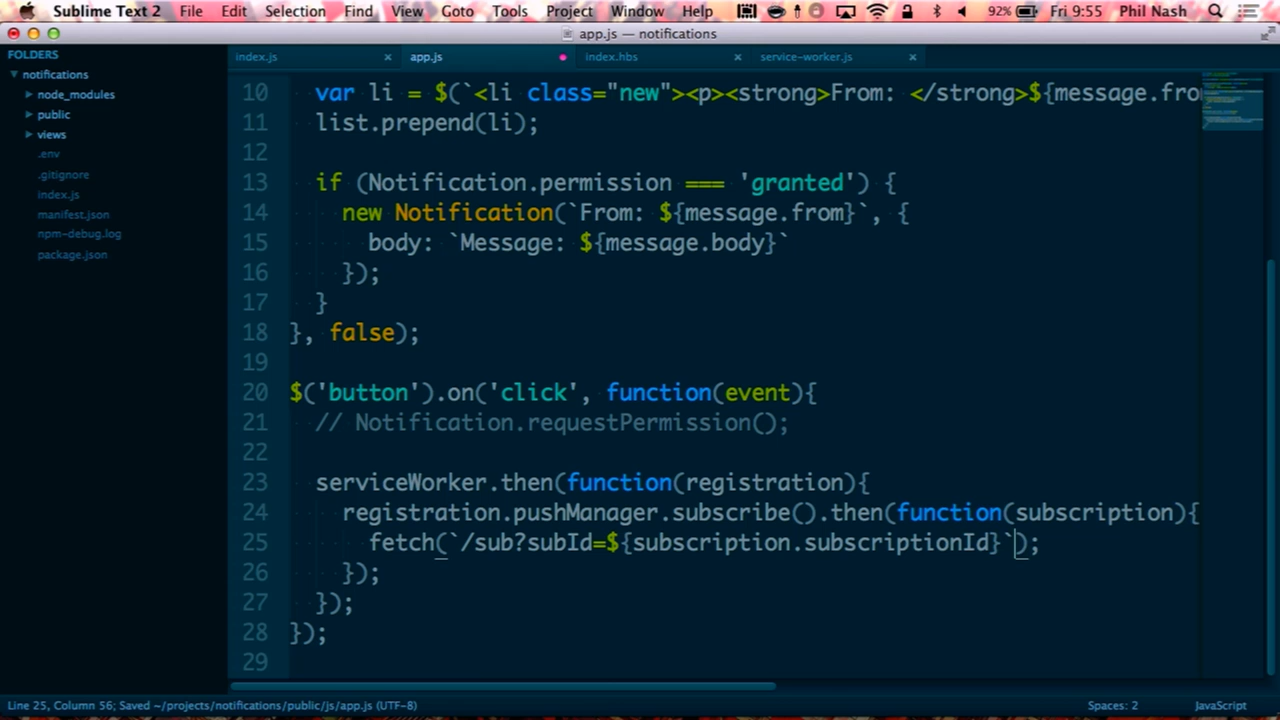 Sublime Text 2 File Edit Selection Find View Goto Tools Project Window Help 92% Fri 9:55 Phil Nash
app.js — notifications
FOLDERS
notifications
node_modules
public
views
.env
.gitignore
index.js
manifest.json
npm-debug.log
package.json
index.js app.js index.hbs service-worker.js
10 var li = $(`<li class="new"><p><strong>From: </strong>${message.fro
11 list.prepend(li);
12
13 if (Notification.permission === 'granted') {
14 new Notification(`From: ${message.from}`, {
15 body: `Message: ${message.body}`
16 });
17 }
18 }, false);
19
20 $('button').on('click', function(event){
21 // Notification.requestPermission();
22
23 serviceWorker.then(function(registration){
24 registration.pushManager.subscribe().then(function(subscription){
25 fetch(`/sub?subId=${subscription.subscriptionId}`);
26 });
27 });
28 });
29
Line 25, Column 56; Saved ~/projects/notifications/public/js/app.js (UTF-8) Spaces: 2 JavaScript